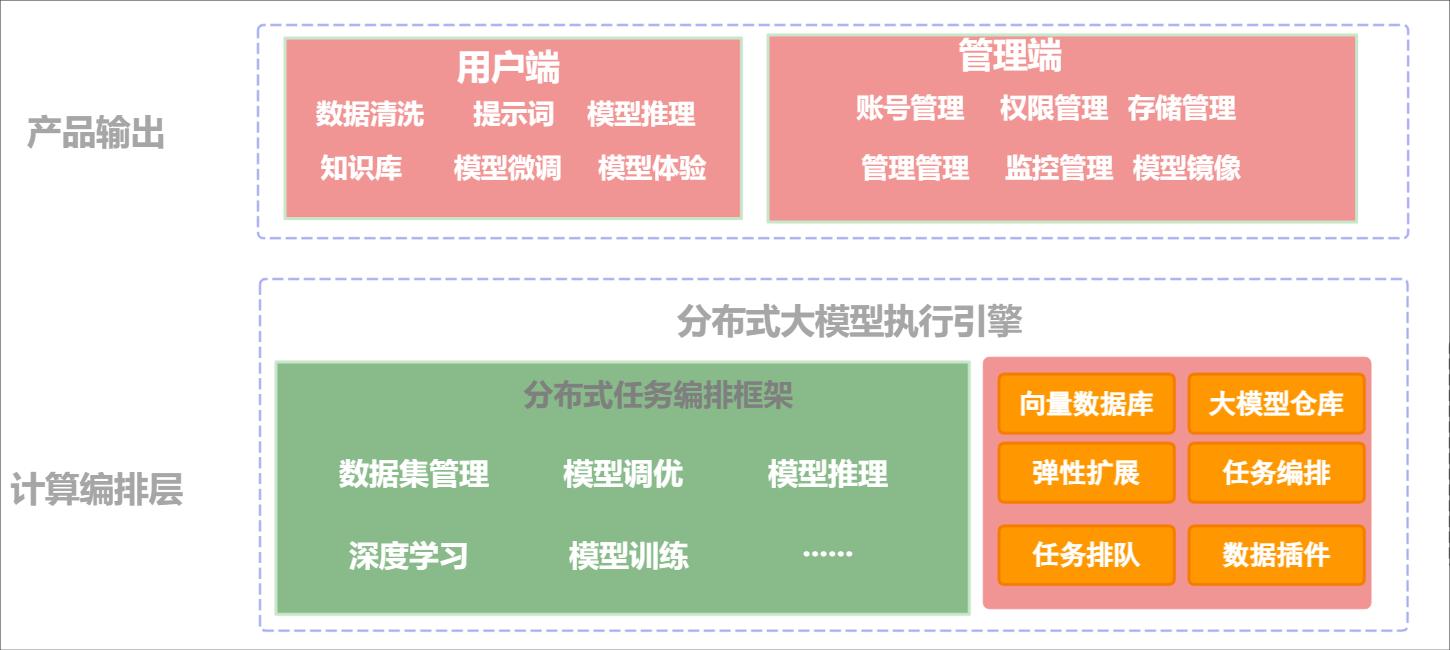 产品输出
用户端
数据清洗 提示词 模型推理
知识库 模型微调 模型体验
管理端
账号管理 权限管理 存储管理
管理管理 监控管理 模型镜像
计算编排层
分布式大模型执行引擎
分布式任务编排框架
数据集管理 模型调优 模型推理
深度学习 模型训练 ······
向量数据库 大模型仓库
弹性扩展 任务编排
任务排队 数据插件